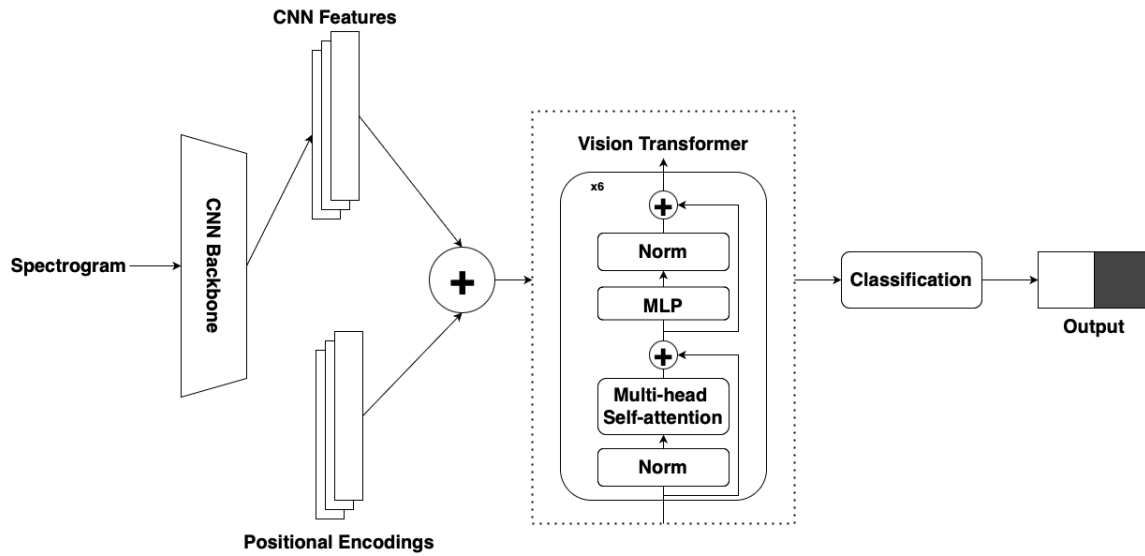 CNN Features
Spectrogram
CNN Backbone
+
Positional Encodings
Vision Transformer
x6
+
Norm
MLP
+
Multi-head
Self-attention
Norm
Classification
Output